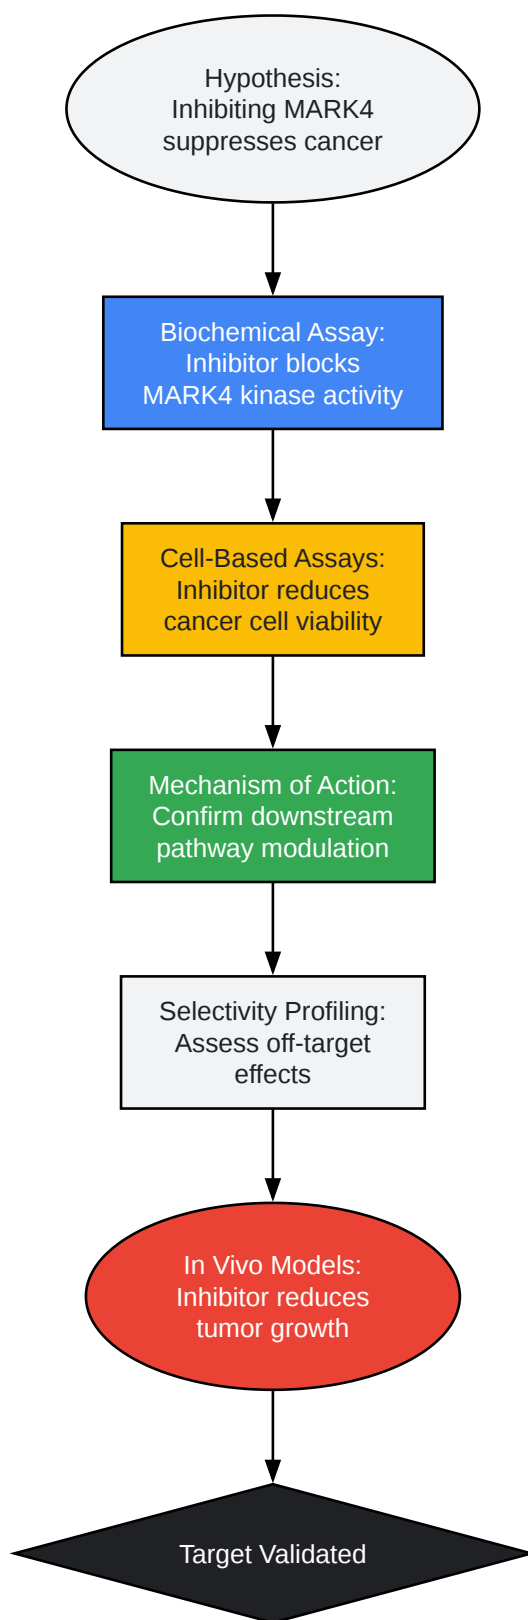 Hypothesis:
Inhibiting MARK4
suppresses cancer
Biochemical Assay:
Inhibitor blocks
MARK4 kinase activity
Cell-Based Assays:
Inhibitor reduces
cancer cell viability
Mechanism of Action:
Confirm downstream
pathway modulation
Selectivity Profiling:
Assess off-target
effects
In Vivo Models:
Inhibitor reduces
tumor growth
Target Validated